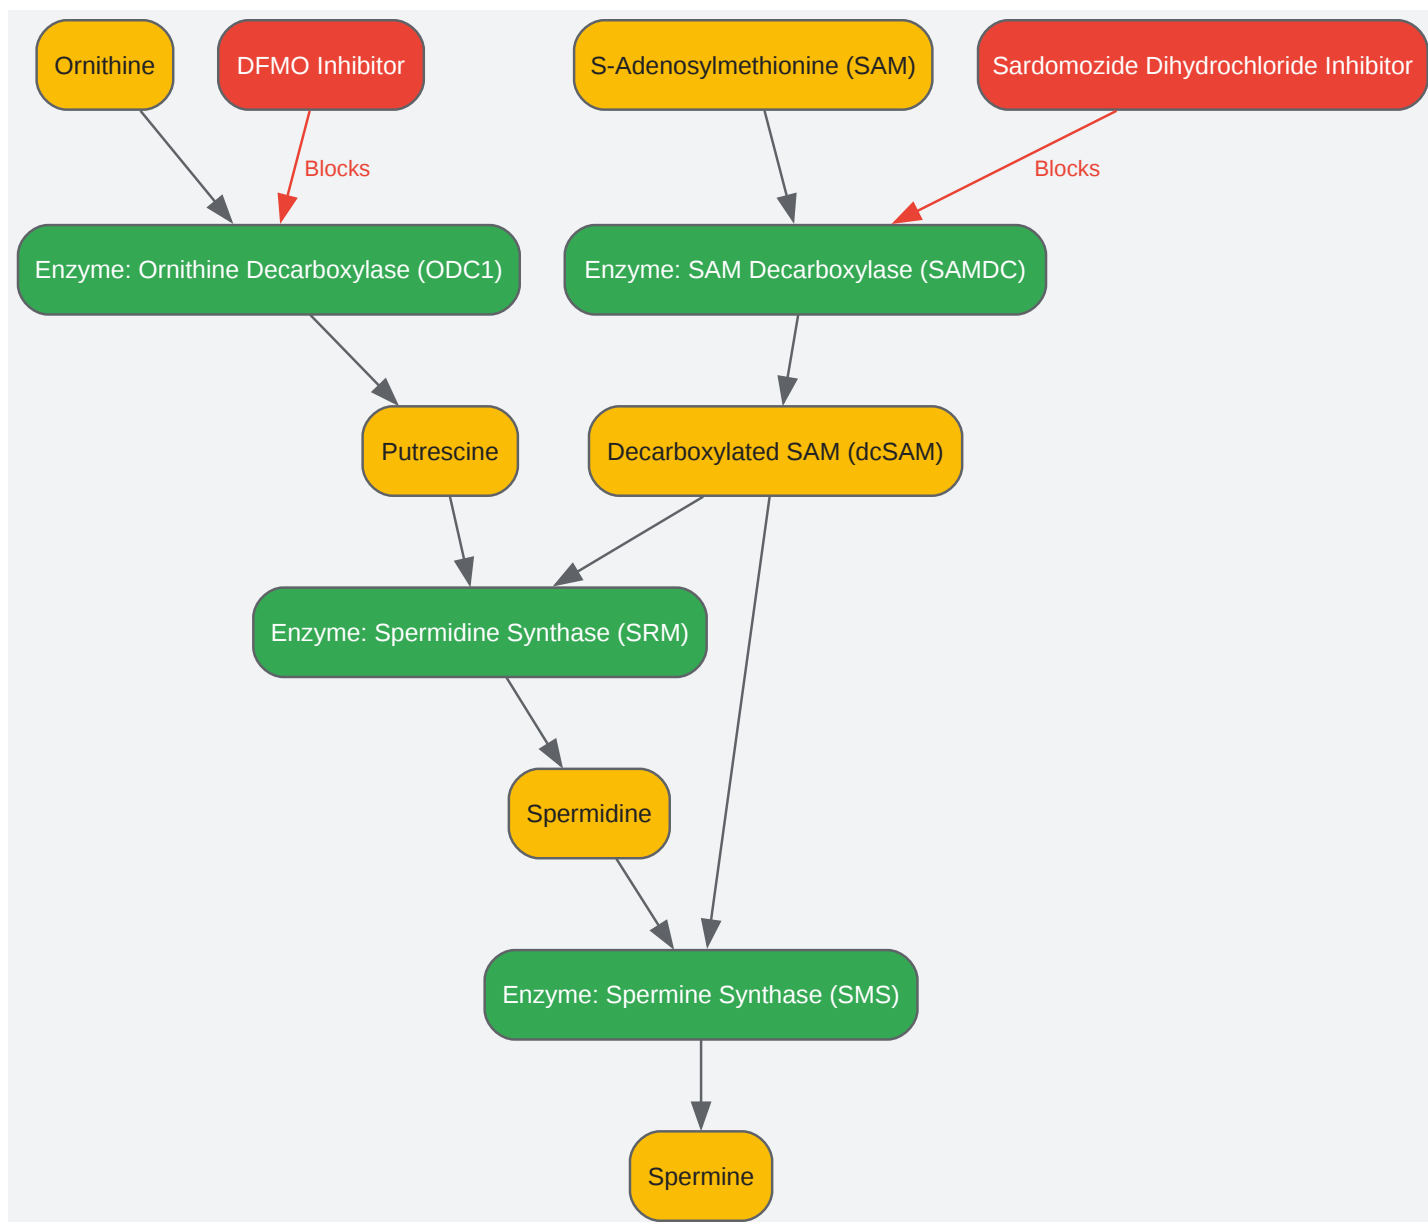 Ornithine
DFMO Inhibitor
S-Adenosylmethionine (SAM)
Sardomozide Dihydrochloride Inhibitor
Blocks
Blocks
Enzyme: Ornithine Decarboxylase (ODC1)
Enzyme: SAM Decarboxylase (SAMDC)
Putrescine
Decarboxylated SAM (dcSAM)
Enzyme: Spermidine Synthase (SRM)
Spermidine
Enzyme: Spermine Synthase (SMS)
Spermine